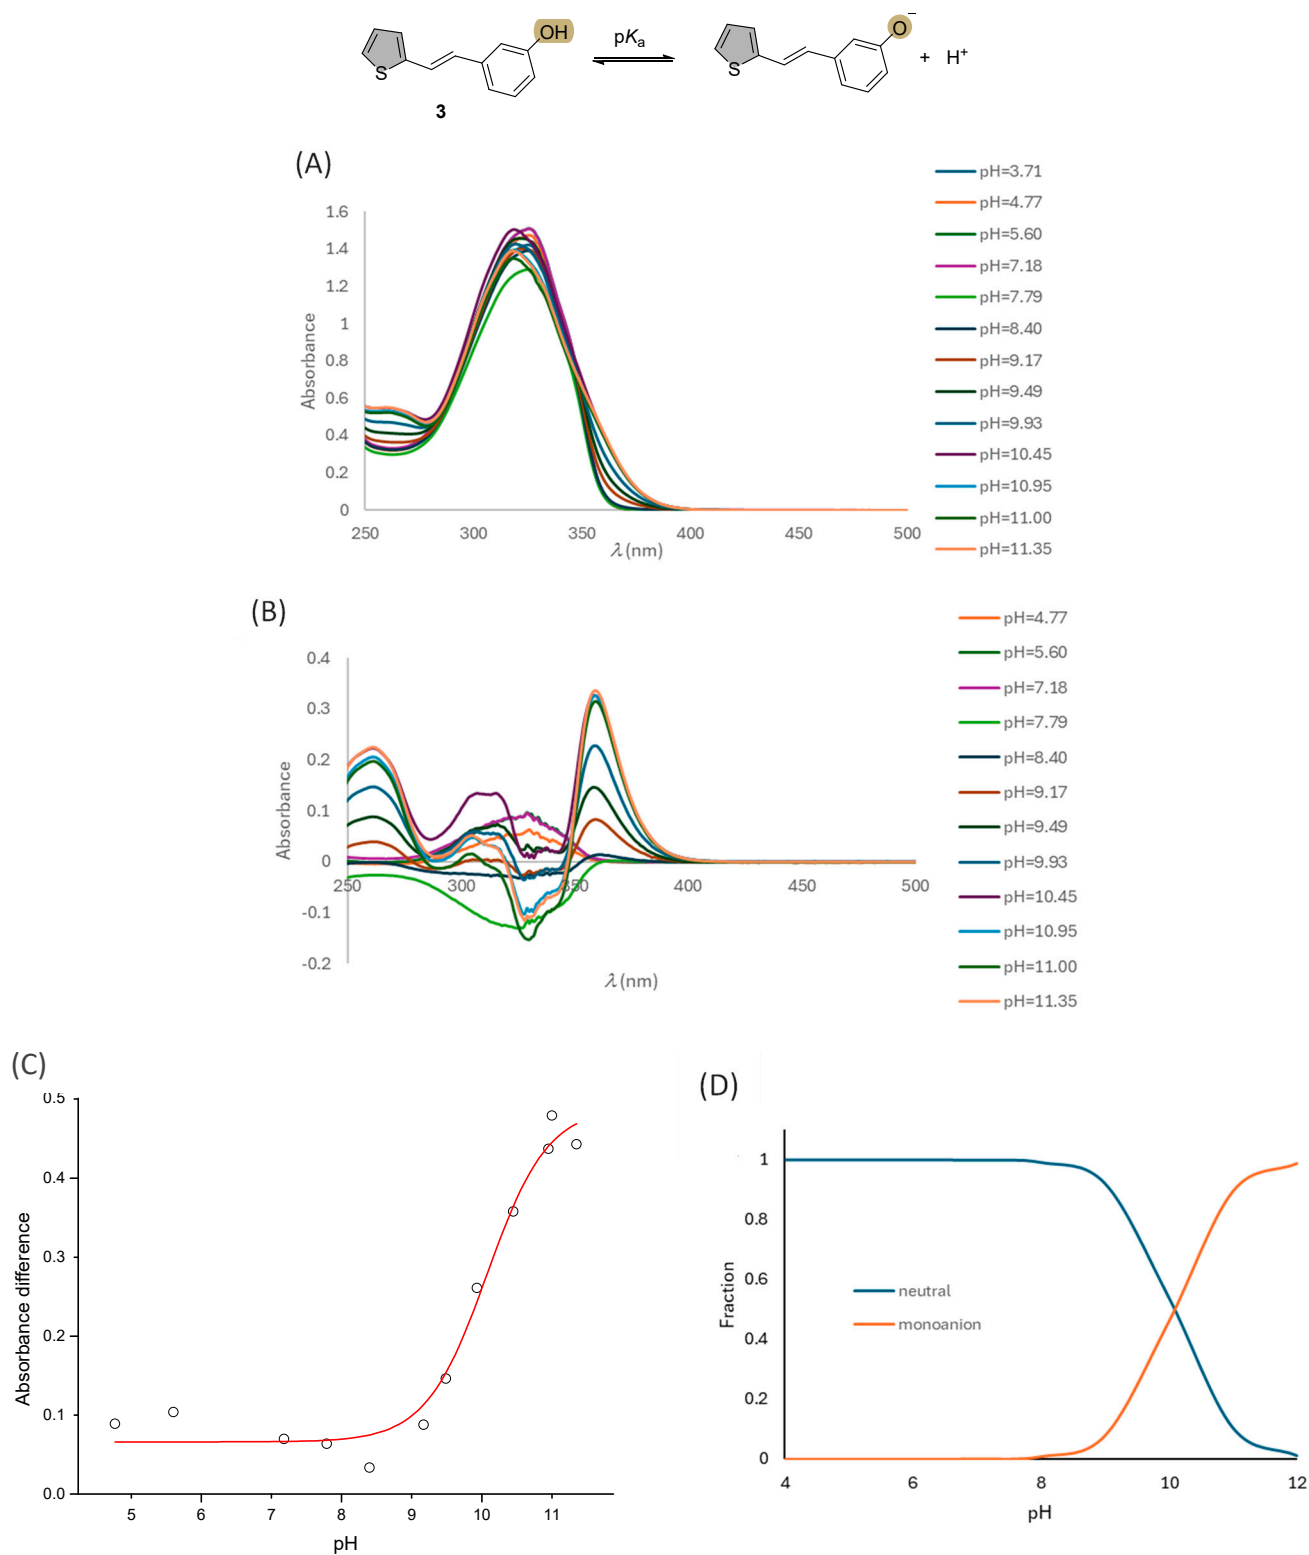 OH
pKa
O−
S
S
+ H+
3
(A)
pH=3.71
pH=4.77
pH=5.60
pH=7.18
pH=7.79
pH=8.40
pH=9.17
pH=9.49
pH=9.93
pH=10.45
pH=10.95
pH=11.00
pH=11.35
1.6
1.4
1.2
1
0.8
0.6
0.4
0.2
0
Absorbance
250 300 350 400 450 500
λ (nm)
(B)
pH=4.77
pH=5.60
pH=7.18
pH=7.79
pH=8.40
pH=9.17
pH=9.49
pH=9.93
pH=10.45
pH=10.95
pH=11.00
pH=11.35
0.4
0.3
0.2
0.1
0
-0.1
-0.2
Absorbance
250 300 350 400 450 500
λ (nm)
(C)
0.5
0.4
0.3
0.2
0.1
0.0
Absorbance difference
5 6 7 8 9 10 11
pH
(D)
1
0.8
0.6
0.4
0.2
0
Fraction
neutral
monoanion
4 6 8 10 12
pH